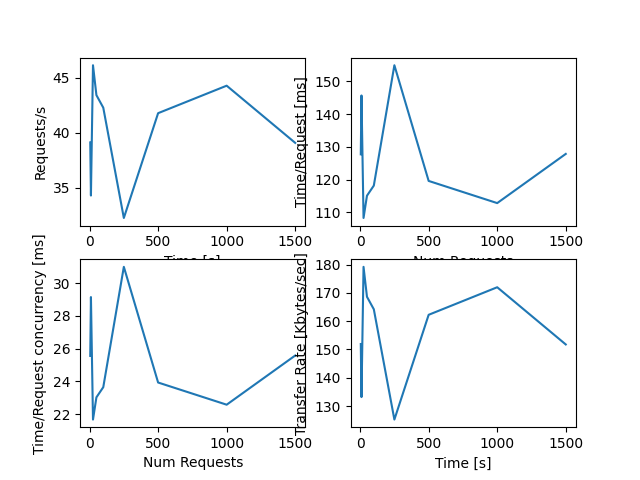 Requests/s
45
40
35
0 500 1000 1500
Time [s]
Time/Request [ms]
150
140
130
120
110
0 500 1000 1500
Num Requests
Time/Request concurrency [ms]
30
28
26
24
22
0 500 1000 1500
Num Requests
Transfer Rate [Kbytes/sec]
180
170
160
150
140
130
0 500 1000 1500
Time [s]